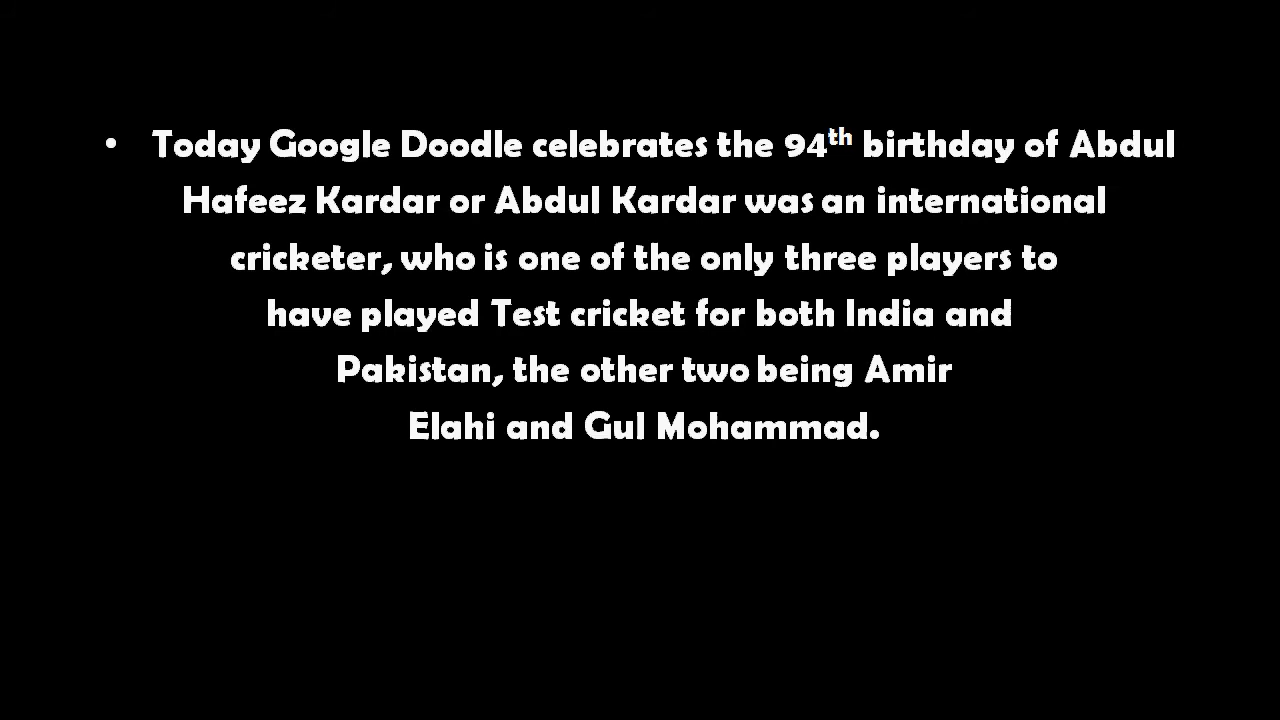 • Today Google Doodle celebrates the 94th birthday of Abdul
Hafeez Kardar or Abdul Kardar was an international
cricketer, who is one of the only three players to
have played Test cricket for both India and
Pakistan, the other two being Amir
Elahi and Gul Mohammad.